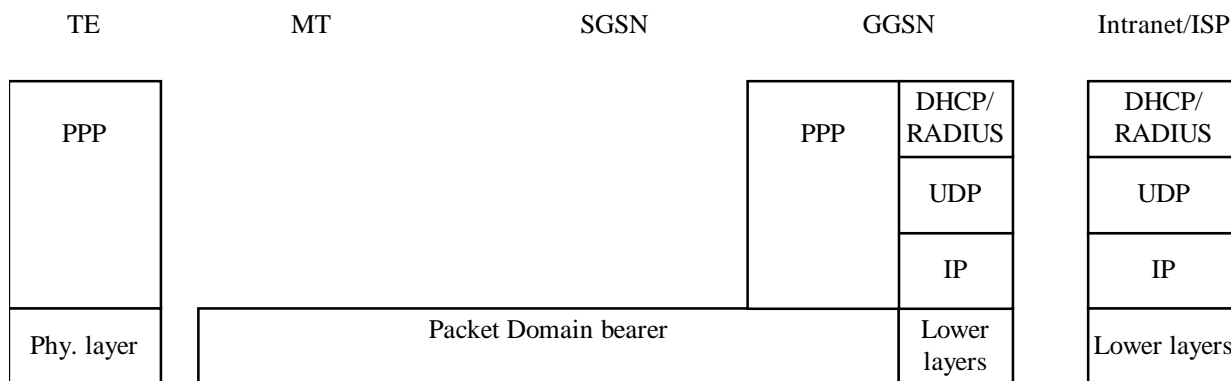 TE MT SGSN GGSN Intranet/ISP
PPP PPP DHCP/ DHCP/
RADIUS RADIUS
UDP UDP
IP IP
Phy. layer Packet Domain bearer Lower Lower layers
layers